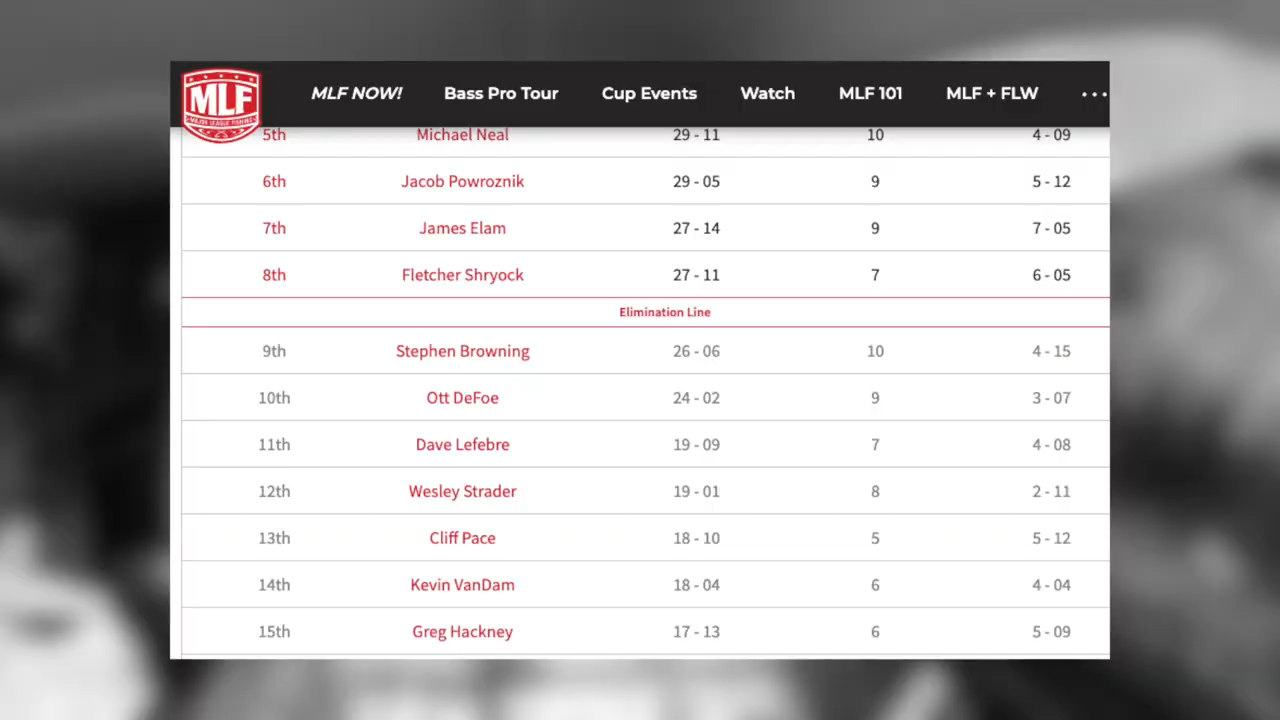 MLF
MAJOR LEAGUE FISHING
MLF NOW! Bass Pro Tour Cup Events Watch MLF 101 MLF + FLW ...
5th Michael Neal 29 - 11 10 4 - 09
6th Jacob Powroznik 29 - 05 9 5 - 12
7th James Elam 27 - 14 9 7 - 05
8th Fletcher Shryock 27 - 11 7 6 - 05
Elimination Line
9th Stephen Browning 26 - 06 10 4 - 15
10th Ott DeFoe 24 - 02 9 3 - 07
11th Dave Lefebre 19 - 09 7 4 - 08
12th Wesley Strader 19 - 01 8 2 - 11
13th Cliff Pace 18 - 10 5 5 - 12
14th Kevin VanDam 18 - 04 6 4 - 04
15th Greg Hackney 17 - 13 6 5 - 09